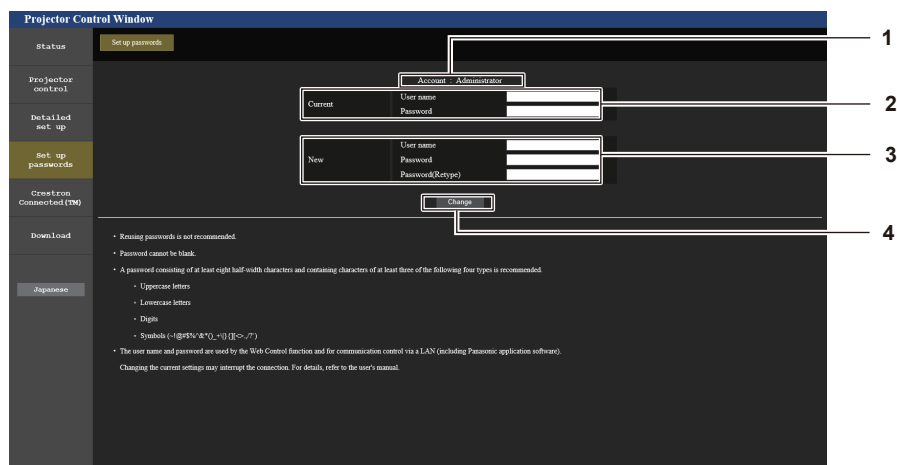 Projector Control Window
Status
Projector
control
Detailed
set up
Set up
passwords
Crestron
Connected(TM)
Download
Japanese
Set up passwords
Account : Administrator
Current
User name
Password
New
User name
Password
Password(Retype)
Change
• Reusing passwords is not recommended.
• Password cannot be blank.
• A password consisting of at least eight half-width characters and containing characters of at least three of the following four types is recommended.
• Uppercase letters
• Lowercase letters
• Digits
• Symbols
• The user name and password are used by the Web Control function and for communication control via a LAN (including Panasonic application software).
Changing the current settings may interrupt the connection. For details, refer to the user's manual.
1
2
3
4